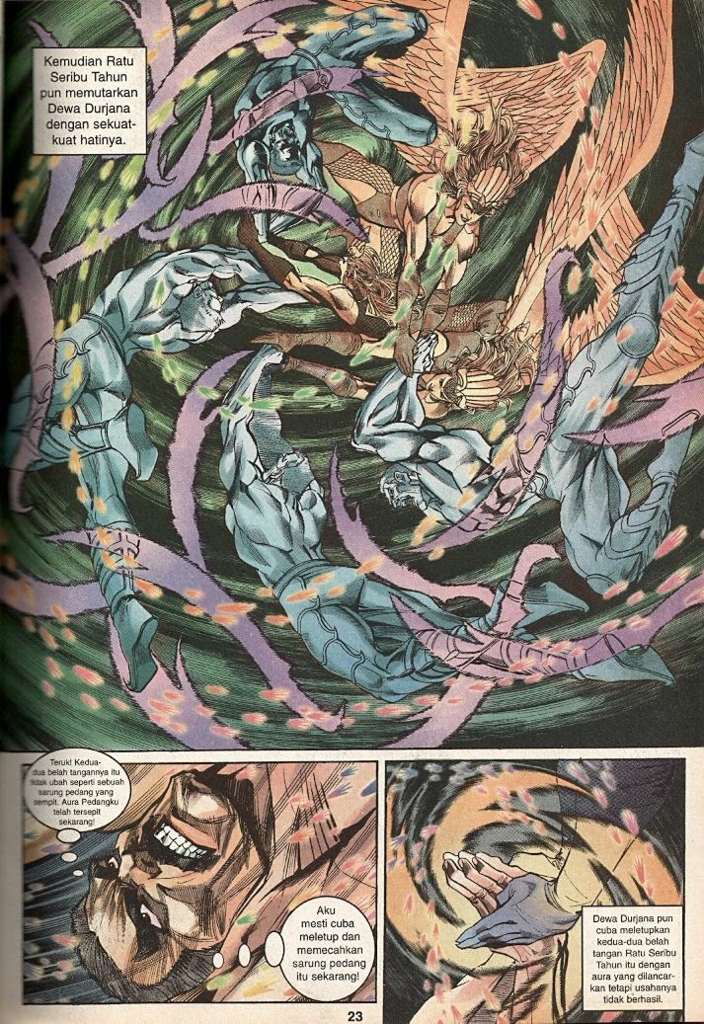 Kemudian Ratu
Seribu Tahun
pun memutarkan
Dewa Durjana
dengan sekuat-
kuat hatinya.
Teruk! Kedua-
dua belah tangannya itu
tidak ubah seperti sebuah
sarung pedang yang
sempit. Aura Pedangku
telah tersepit
sekarang!
Aku
mesti cuba
meletup dan
memecahkan
sarung pedang
itu sekarang!
Dewa Durjana pun
cuba meletupkan
kedua-dua belah
tangan Ratu Seribu
Tahun itu dengan
aura yang dilancar-
kan tetapi usahanya
tidak berhasil.
23